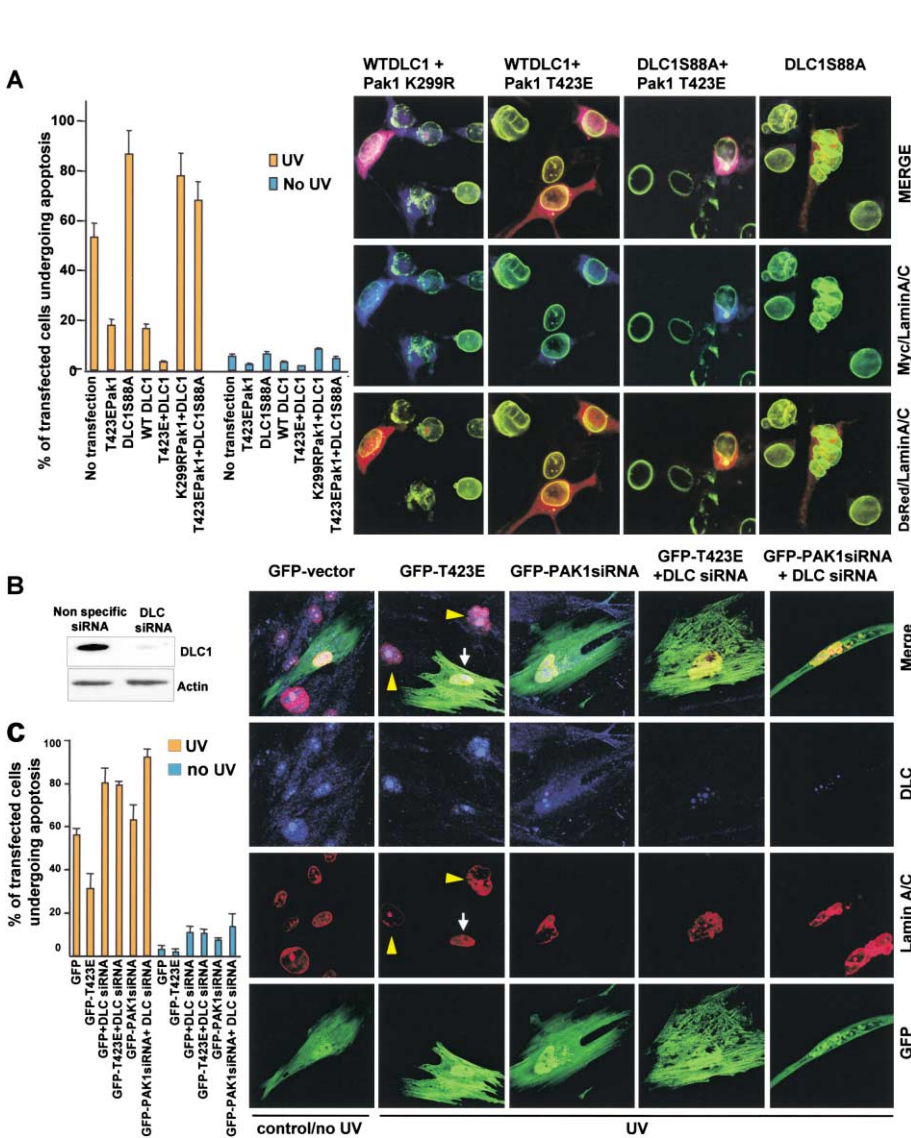 A
WTDLC1 +
Pak1 K299R
WTDLC1+
Pak1 T423E
DLC1S88A+
Pak1 T423E
DLC1S88A
% of transfected cells undergoing apoptosis
100
80
60
40
20
0
UV
No UV
No transfection
T423EPak1
DLC1S88A
WT DLC1
T423E+DLC1
K299RPak1+DLC1
T423EPak1+DLC1S88A
No transfection
T423EPak1
DLC1S88A
WT DLC1
T423E+DLC1
K299RPak1+DLC1
T423EPak1+DLC1S88A
MERGE
Myc/LaminA/C
DsRed/LaminA/C
B
Non specific
siRNA
DLC
siRNA
DLC1
Actin
GFP-vector
GFP-T423E
GFP-PAK1siRNA
GFP-T423E
+DLC siRNA
GFP-PAK1siRNA
+ DLC siRNA
Merge
DLC
Lamin A/C
GFP
C
% of transfected cells
undergoing apoptosis
100
80
60
40
20
0
UV
no UV
GFP
GFP-T423E
GFP+DLC siRNA
GFP-T423E+DLC siRNA
GFP-PAK1siRNA
GFP-PAK1siRNA+ DLC siRNA
GFP
GFP-T423E
GFP+DLC siRNA
GFP-T423E+DLC siRNA
GFP-PAK1siRNA
GFP-PAK1siRNA+ DLC siRNA
control/no UV
UV